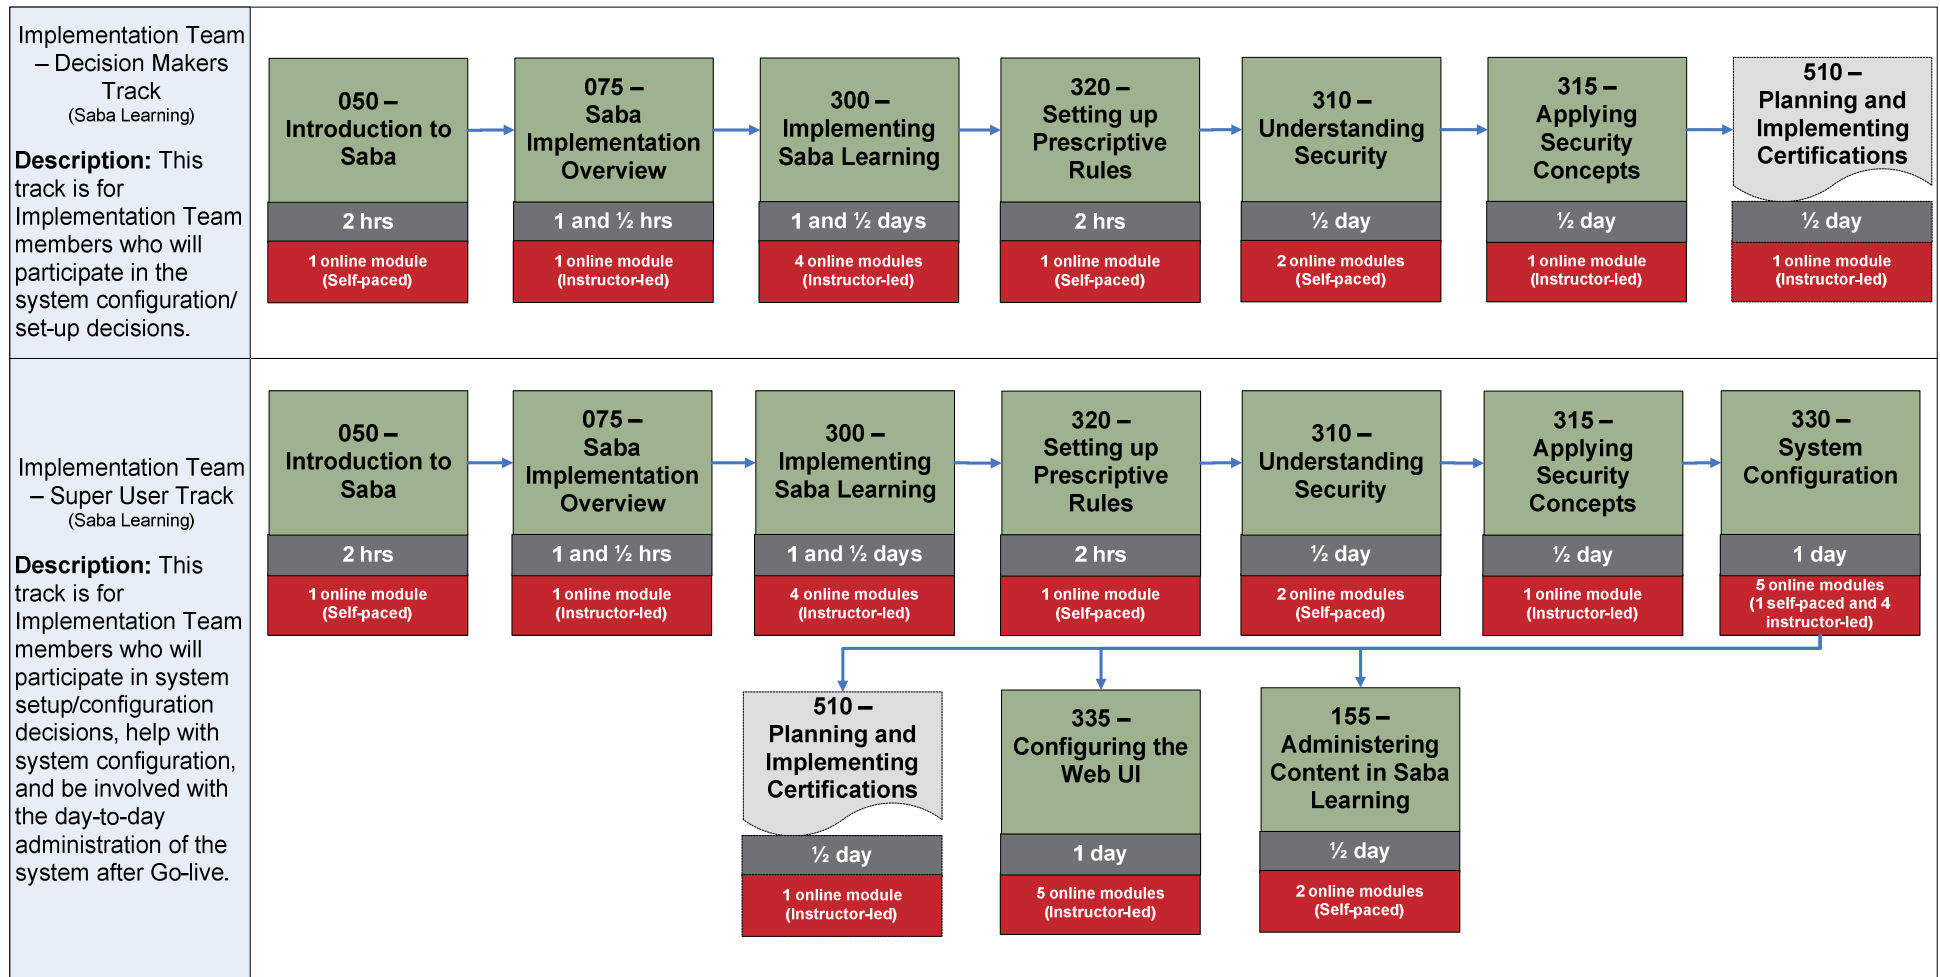 Implementation Team
– Decision Makers
Track
(Saba Learning)
Description: This
track is for
Implementation Team
members who will
participate in the
system configuration/
set-up decisions.
050 –
Introduction to
Saba
2 hrs
1 online module
(Self-paced)
075 –
Saba
Implementation
Overview
1 and ½ hrs
1 online module
(Instructor-led)
300 –
Implementing
Saba Learning
1 and ½ days
4 online modules
(Instructor-led)
320 –
Setting up
Prescriptive
Rules
2 hrs
1 online module
(Self-paced)
310 –
Understanding
Security
½ day
2 online modules
(Self-paced)
315 –
Applying
Security
Concepts
½ day
1 online module
(Instructor-led)
510 –
Planning and
Implementing
Certifications
½ day
1 online module
(Instructor-led)
Implementation Team
– Super User Track
(Saba Learning)
Description: This
track is for
Implementation Team
members who will
participate in system
setup/configuration
decisions, help with
system configuration,
and be involved with
the day-to-day
administration of the
system after Go-live.
050 –
Introduction to
Saba
2 hrs
1 online module
(Self-paced)
075 –
Saba
Implementation
Overview
1 and ½ hrs
1 online module
(Instructor-led)
300 –
Implementing
Saba Learning
1 and ½ days
4 online modules
(Instructor-led)
320 –
Setting up
Prescriptive
Rules
2 hrs
1 online module
(Self-paced)
310 –
Understanding
Security
½ day
2 online modules
(Self-paced)
315 –
Applying
Security
Concepts
½ day
1 online module
(Instructor-led)
330 –
System
Configuration
1 day
5 online modules
(1 self-paced and 4
instructor-led)
510 –
Planning and
Implementing
Certifications
½ day
1 online module
(Instructor-led)
335 –
Configuring the
Web UI
1 day
5 online modules
(Instructor-led)
155 –
Administering
Content in Saba
Learning
½ day
2 online modules
(Self-paced)